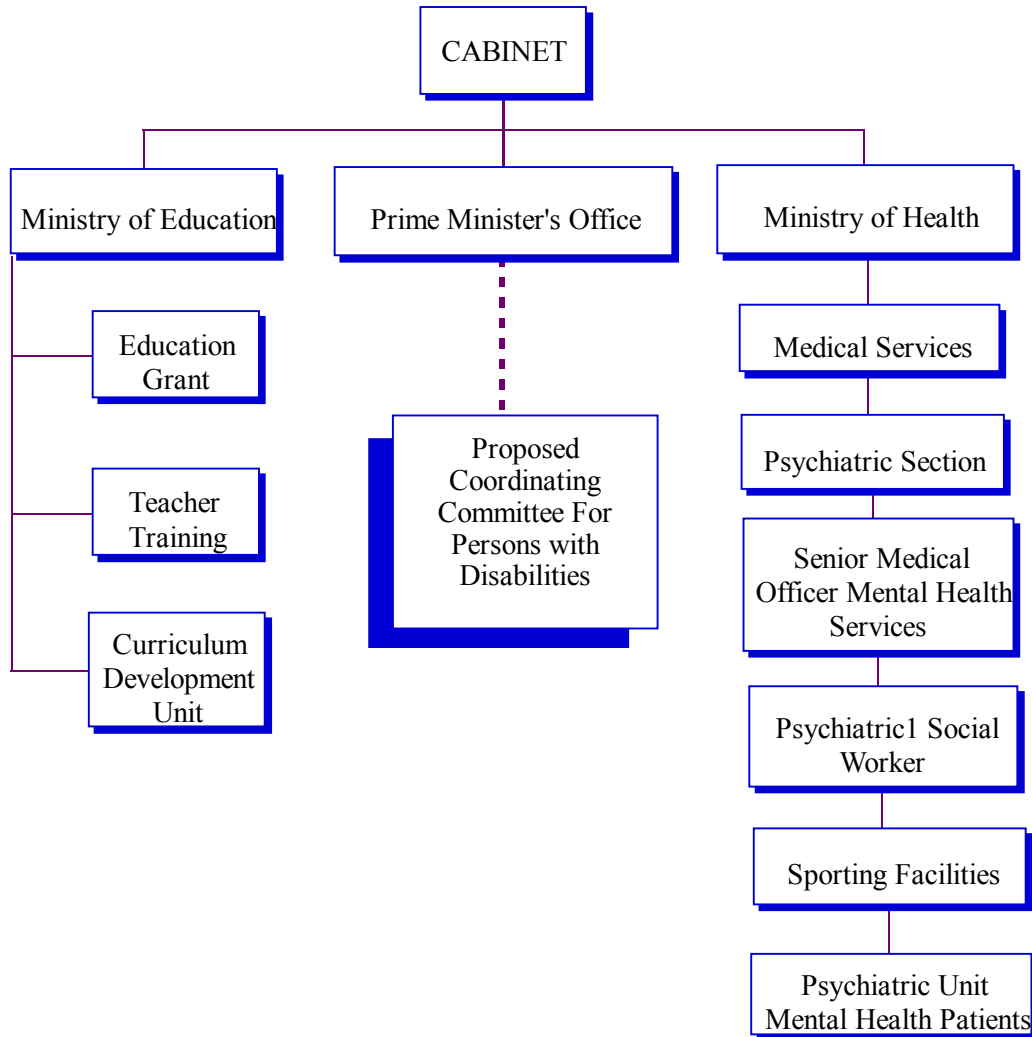 CABINET
Ministry of Education
Prime Minister's Office
Ministry of Health
Education
Grant
Teacher
Training
Curriculum
Development
Unit
Proposed
Coordinating
Committee For
Persons with
Disabilities
Medical Services
Psychiatric Section
Senior Medical
Officer Mental Health
Services
Psychiatric1 Social
Worker
Sporting Facilities
Psychiatric Unit
Mental Health Patients